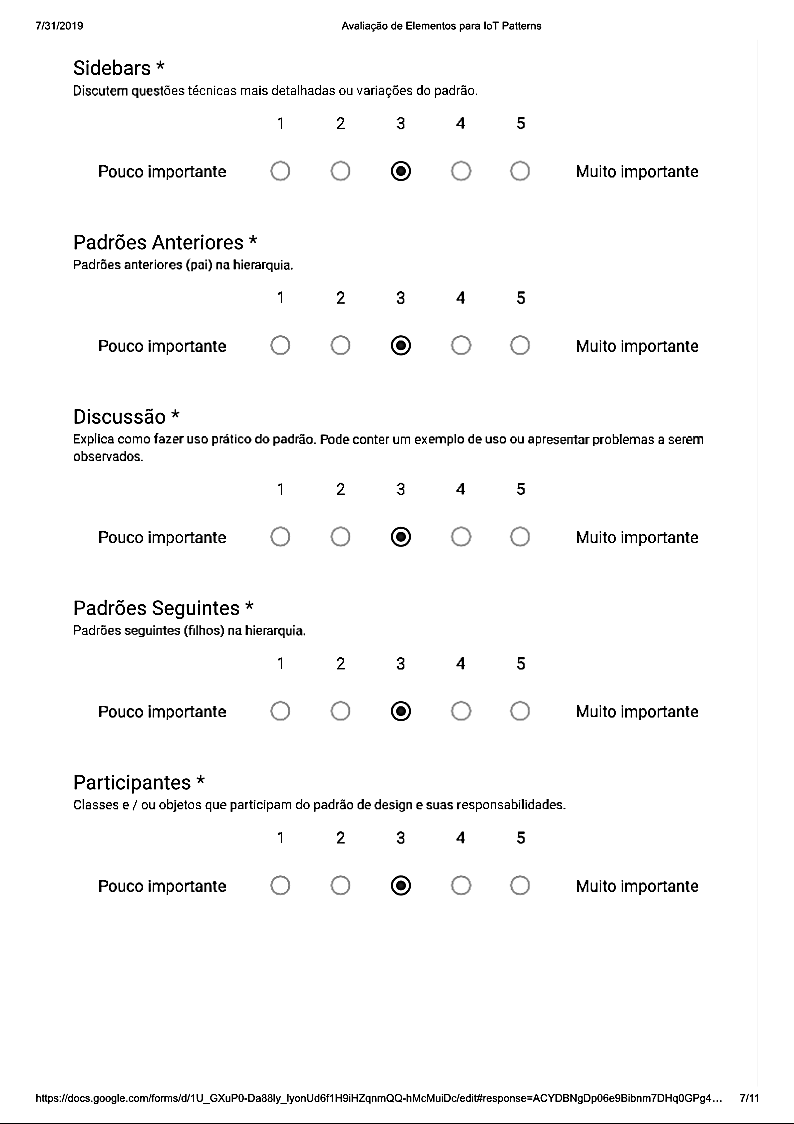 7/31/2019 Avaliação de Elementos para IoT Patterns
Sidebars *
Discutem questões técnicas mais detalhadas ou variações do padrão.
1 2 3 4 5
Pouco importante Muito importante
Padrões Anteriores *
Padrões anteriores (pai) na hierarquia.
1 2 3 4 5
Pouco importante Muito importante
Discussão *
Explica como fazer uso prático do padrão. Pode conter um exemplo de uso ou apresentar problemas a serem
observados.
1 2 3 4 5
Pouco importante Muito importante
Padrões Seguintes *
Padrões seguintes (filhos) na hierarquia.
1 2 3 4 5
Pouco importante Muito importante
Participantes *
Classes e / ou objetos que participam do padrão de design e suas responsabilidades.
1 2 3 4 5
Pouco importante Muito importante
https://docs.google.com/forms/d/1U_GXuP0-Da88ly_lyonUd6f1H9iHZqnmQQ-hMcMuiDc/edit#response=ACYDBNgDp06e9Bibnm7DHq0GPg4... 7/11